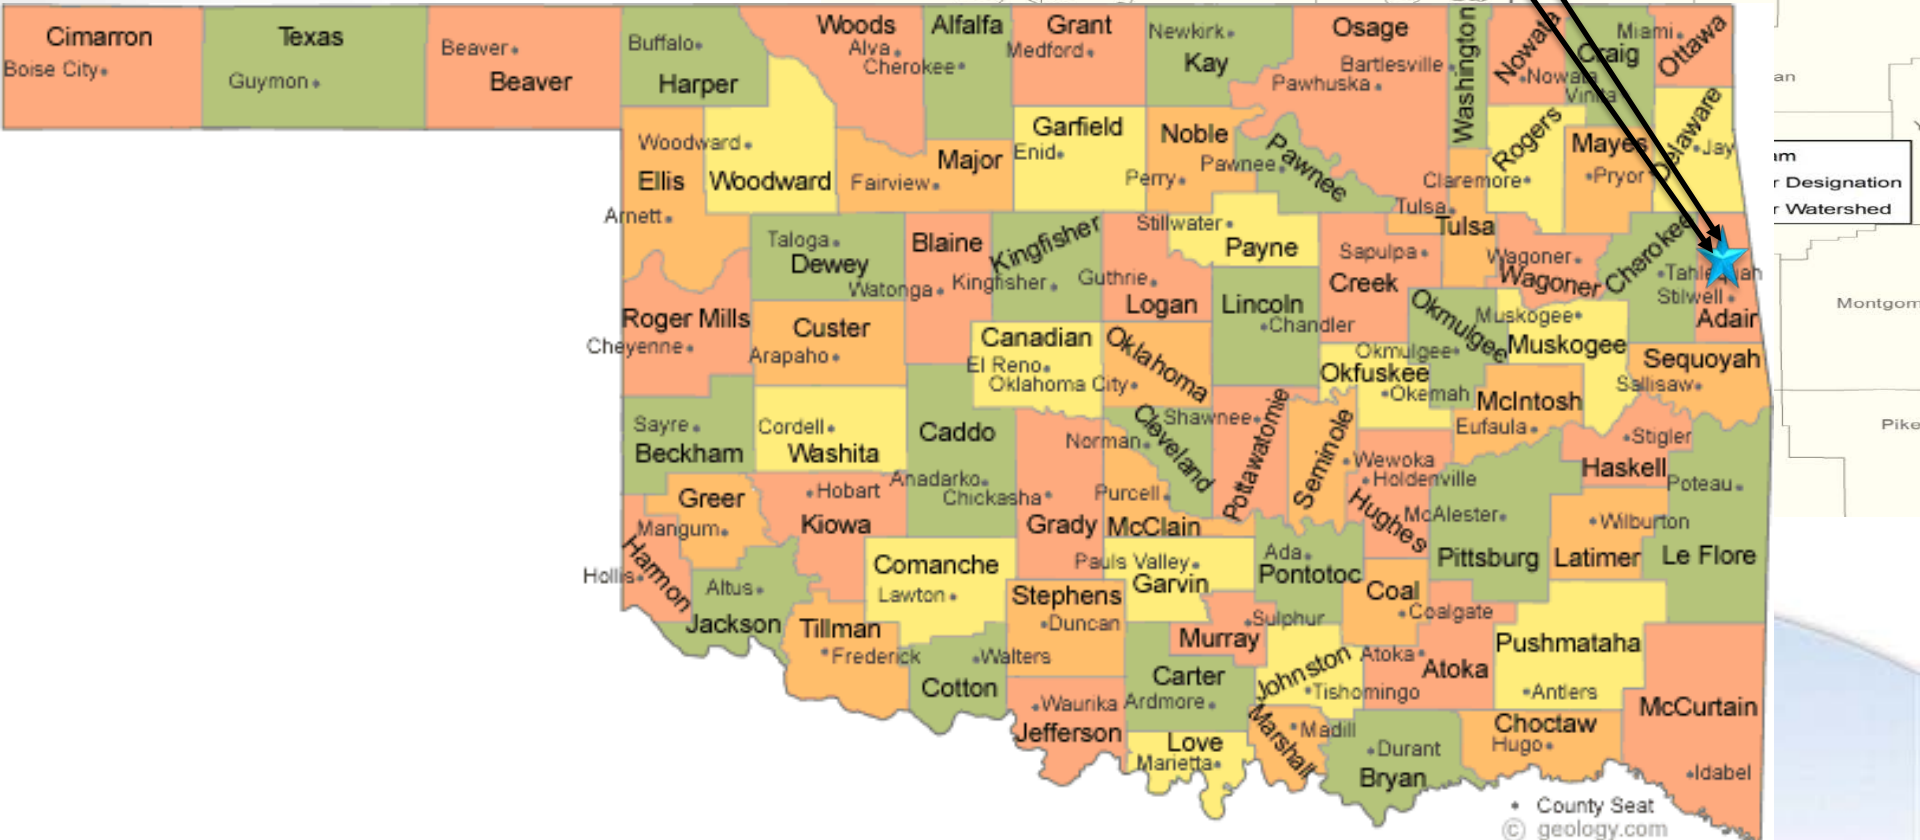 Cimarron
Boise City
Texas
Guymon
Beaver
Beaver
Buffalo
Harper
Woods
Alva
Alfalfa
Cherokee
Grant
Medford
Newkirk
Kay
Osage
Bartlesville
Pawhuska
Washington
Nowata
Nowata
Craig
Vinita
Miami
Ottawa
an
Woodward
Ellis
Arnett
Woodward
Major
Fairview
Garfield
Enid
Noble
Pawnee
Perry
Pawnee
Rogers
Claremore
Mayes
Pryor
Delaware
Jay
am
r Designation
r Watershed
Taloga
Dewey
Blaine
Watonga
Kingfisher
Kingfisher
Stillwater
Payne
Guthrie
Logan
Lincoln
Chandler
Tulsa
Tulsa
Sapulpa
Creek
Wagoner
Wagoner
Cherokee
Stilwell
Adair
Montgom
Roger Mills
Cheyenne
Custer
Arapaho
Canadian
El Reno
Oklahoma City
Oklahoma
Okmulgee
Okmulgee
Muskogee
Muskogee
Okfuskee
Okemah
McIntosh
Eufaula
Sequoyah
Sallisaw
Pike
Sayre
Beckham
Cordell
Washita
Caddo
Anadarko
Chickasha
Grady
Norman
Cleveland
Shawnee
Pottawatomie
Seminole
Wewoka
Holdenville
Hughes
Stigler
Haskell
Poteau
Greer
Mangum
Hobart
Kiowa
Purcell
McClain
McAlester
Pittsburg
Wilburton
Latimer
Le Flore
Harmon
Hollis
Altus
Jackson
Comanche
Lawton
Pauls Valley
Garvin
Ada
Pontotoc
Coal
Coalgate
Tillman
Frederick
Stephens
Duncan
Walters
Cotton
Sulphur
Murray
Carter
Ardmore
Johnston
Tishomingo
Atoka
Atoka
Pushmataha
Antlers
McCurtain
Waurika
Jefferson
Love
Marietta
Marshall
Madill
Durant
Bryan
Choctaw
Hugo
Idabel
County Seat
© geology.com